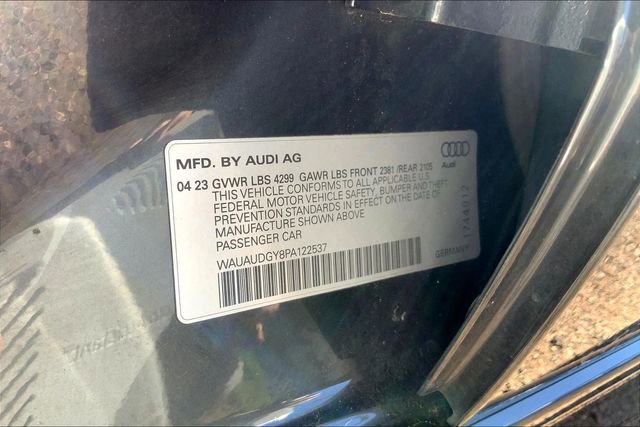 MFD. BY AUDI AG
Audi
04 23 GVWR LBS 4299 GAWR LBS FRONT 2381 /REAR 2105
THIS VEHICLE CONFORMS TO ALL APPLICABLE U.S.
FEDERAL MOTOR VEHICLE SAFETY, BUMPER AND THEFT
PREVENTION STANDARDS IN EFFECT ON THE DATE OF
MANUFACTURE SHOWN ABOVE
PASSENGER CAR
WAUAUDGY8PA122537
1744912
GERMANY